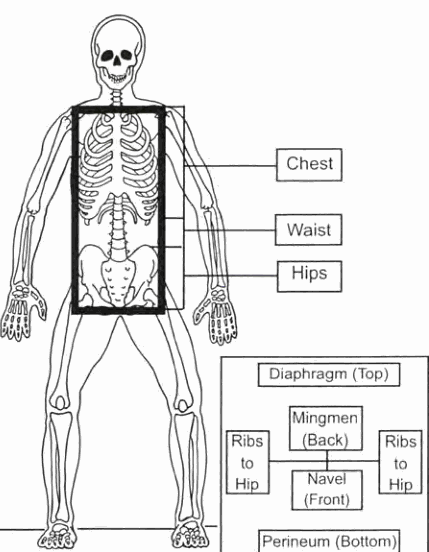 Chest
Waist
Hips
Diaphragm (Top)
Mingmen
(Back)
Ribs
to
Hip
Ribs
to
Hip
Navel
(Front)
Perineum (Bottom)